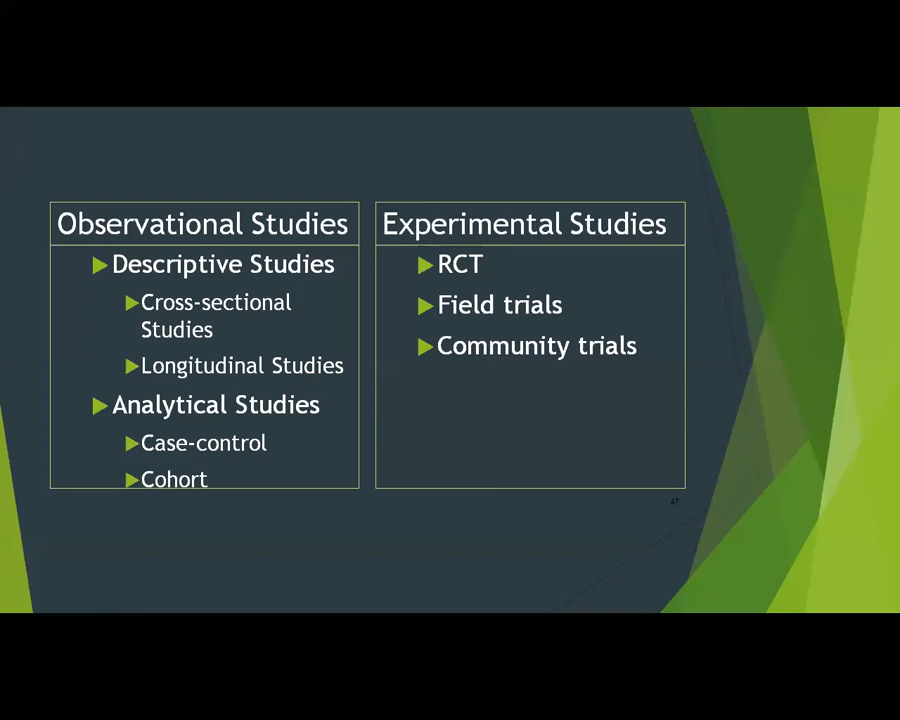 Observational Studies
Descriptive Studies
Cross-sectional
Studies
Longitudinal Studies
Analytical Studies
Case-control
Cohort
Experimental Studies
RCT
Field trials
Community trials
47